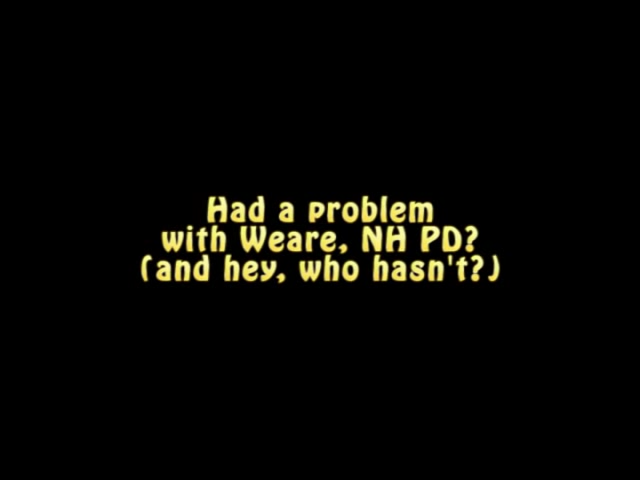 Had a problem
with Weare, NH PD?
(and hey, who hasn't?)